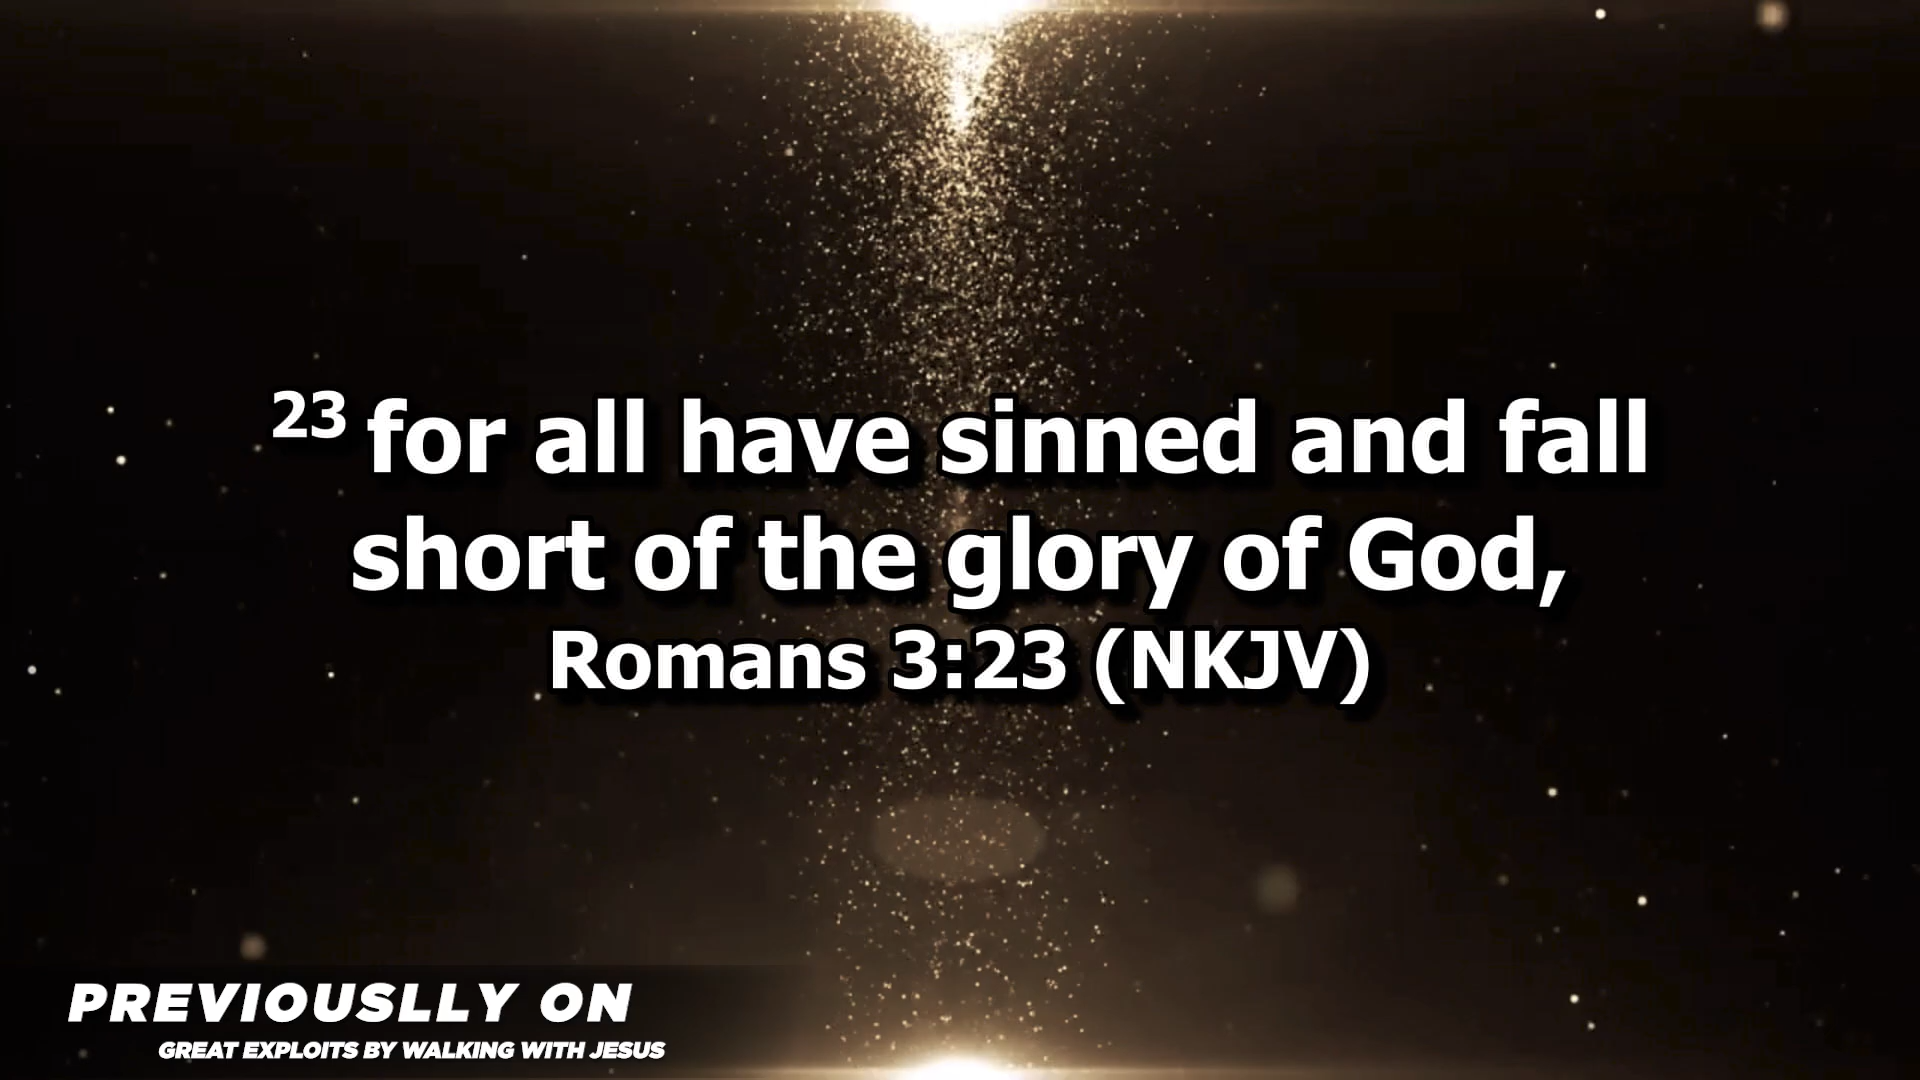 23 for all have sinned and fall
short of the glory of God,
Romans 3:23 (NKJV)
PREVIOUSLLY ON
GREAT EXPLOITS BY WALKING WITH JESUS